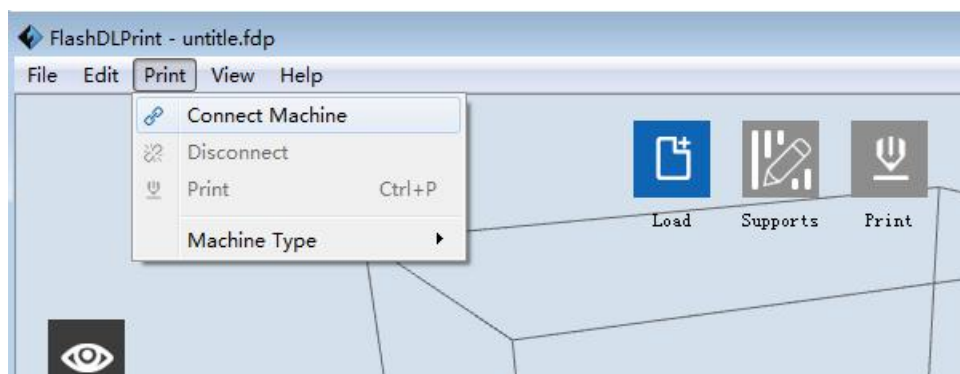 FlashDLPrint - untitle.fdp
File Edit Print View Help
Connect Machine
Disconnect
Print Ctrl+P
Machine Type
Load Supports Print